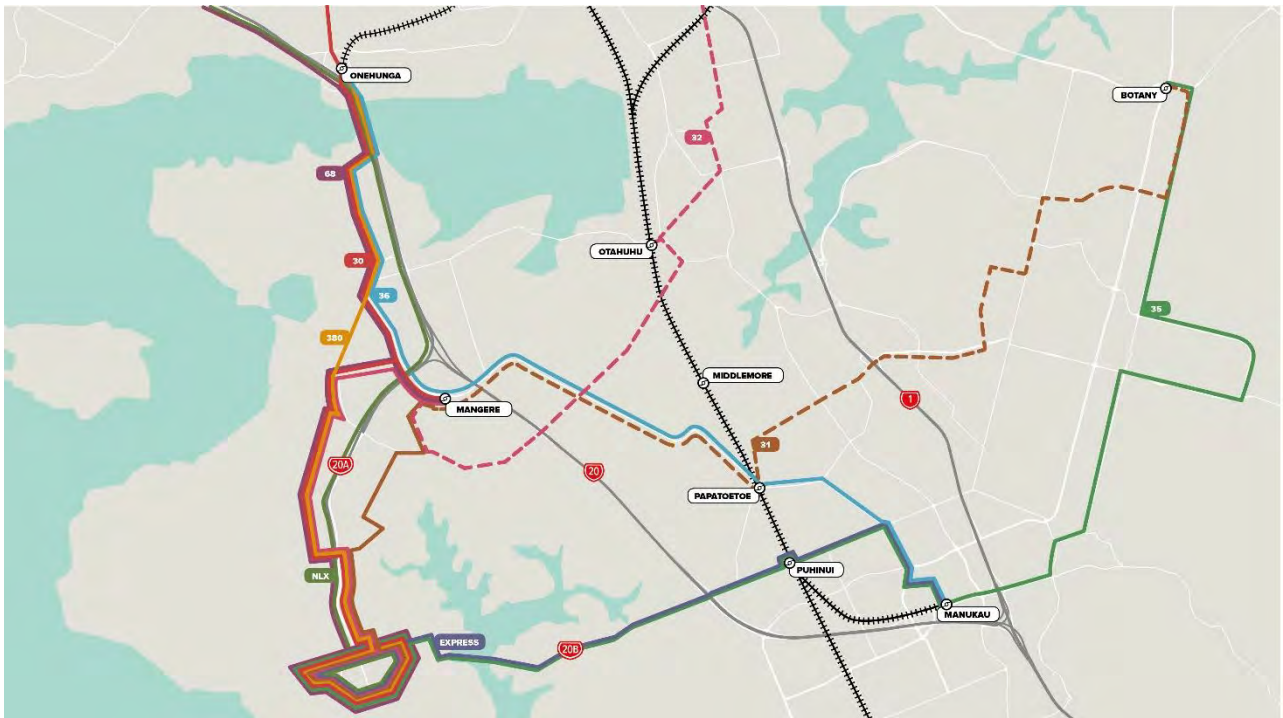 ONEHUNGA
BOTANY
32
68
OTAHUHU
30
36
35
380
MIDDLEMORE
MANGERE
1
31
20A
20
PAPATOETOE
PUHINUI
NLX
MANUKAU
EXPRESS
20B